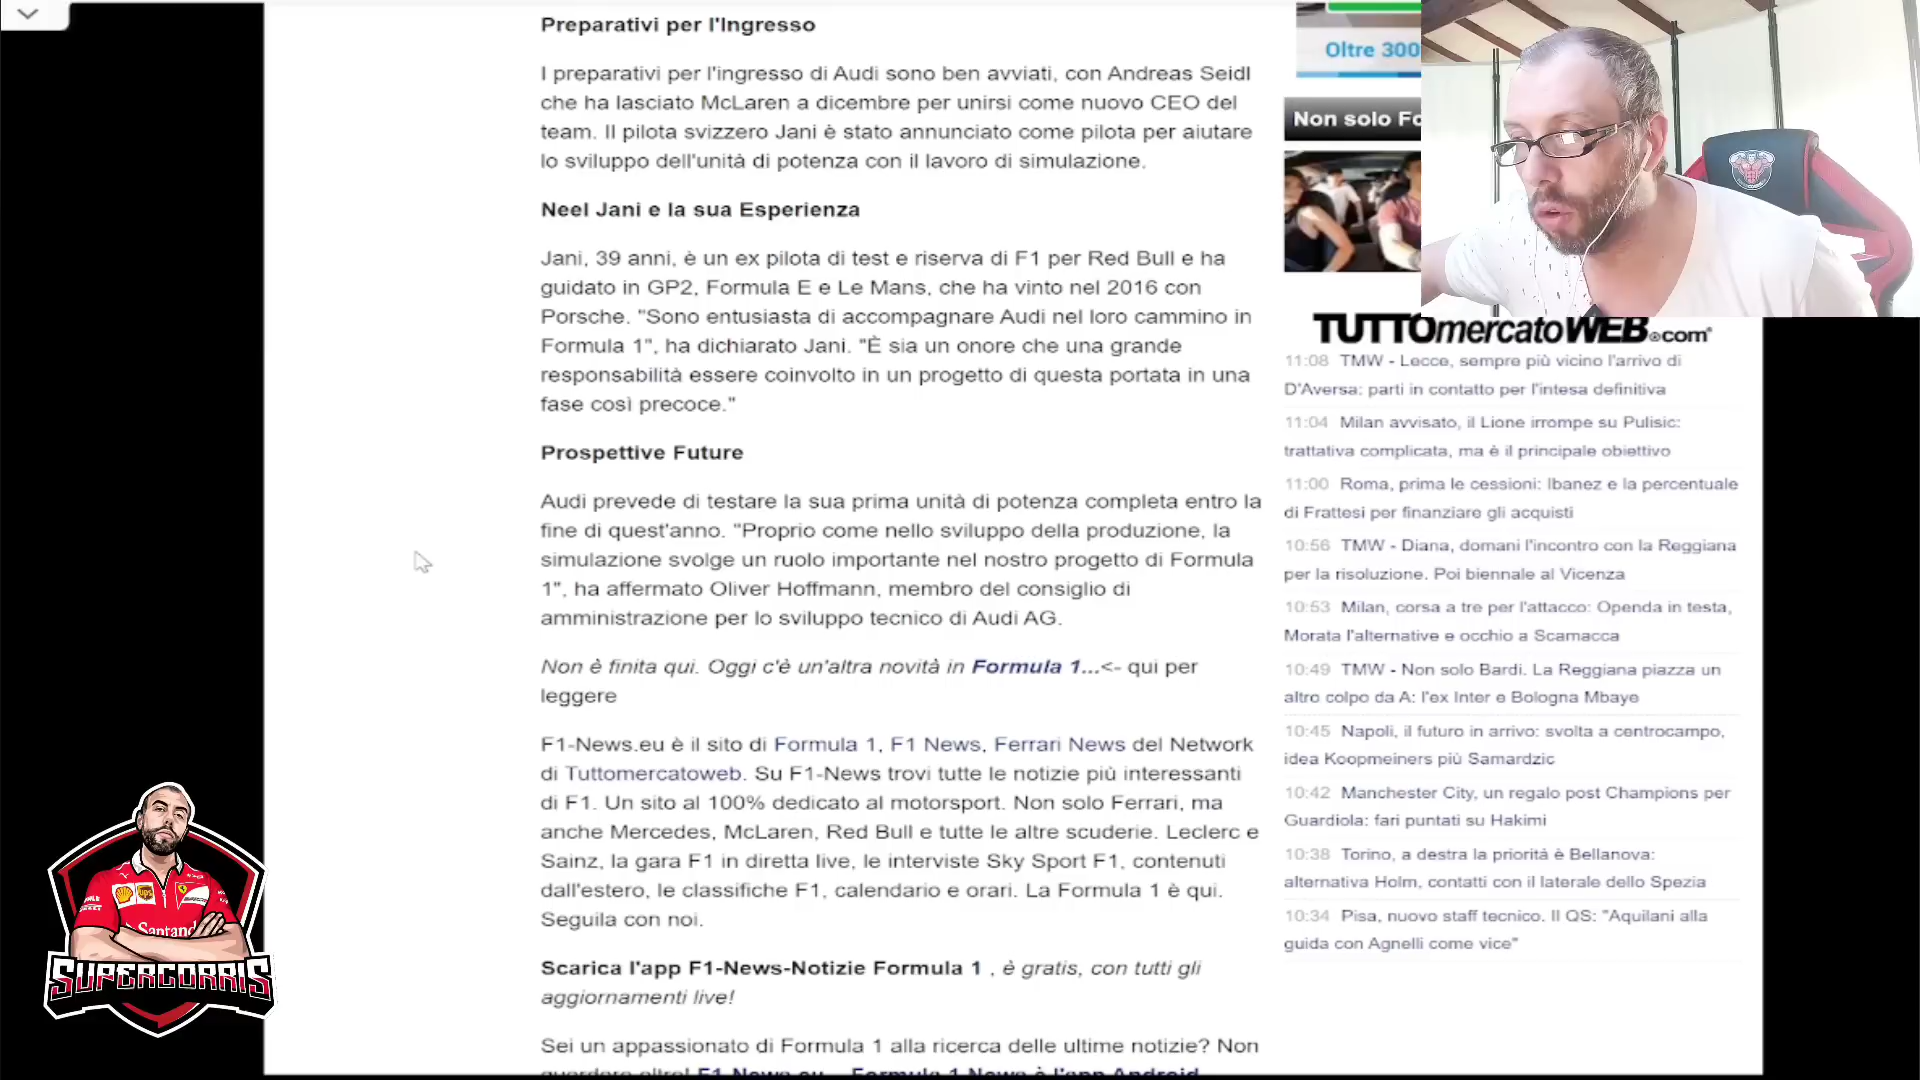 Preparativi per l'Ingresso
I preparativi per l'ingresso di Audi sono ben avviati, con Andreas Seidl
che ha lasciato McLaren a dicembre per unirsi come nuovo CEO del
team. Il pilota svizzero Jani è stato annunciato come pilota per aiutare
lo sviluppo dell'unità di potenza con il lavoro di simulazione.
Neel Jani e la sua Esperienza
Jani, 39 anni, è un ex pilota di test e riserva di F1 per Red Bull e ha
guidato in GP2, Formula E e Le Mans, che ha vinto nel 2016 con
Porsche. "Sono entusiasta di accompagnare Audi nel loro cammino in
Formula 1", ha dichiarato Jani. "È sia un onore che una grande
responsabilità essere coinvolto in un progetto di questa portata in una
fase così precoce."
Prospettive Future
Audi prevede di testare la sua prima unità di potenza completa entro la
fine di quest'anno. "Proprio come nello sviluppo della produzione, la
simulazione svolge un ruolo importante nel nostro progetto di Formula
1", ha affermato Oliver Hoffmann, membro del consiglio di
amministrazione per lo sviluppo tecnico di Audi AG.
Non è finita qui. Oggi c'è un'altra novità in Formula 1...<- qui per
leggere
F1-News.eu è il sito di Formula 1, F1 News, Ferrari News del Network
di Tuttomercatoweb. Su F1-News trovi tutte le notizie più interessanti
di F1. Un sito al 100% dedicato al motorsport. Non solo Ferrari, ma
anche Mercedes, McLaren, Red Bull e tutte le altre scuderie. Leclerc e
Sainz, la gara F1 in diretta live, le interviste Sky Sport F1, contenuti
dall'estero, le classifiche F1, calendario e orari. La Formula 1 è qui.
Seguila con noi.
Scarica l'app F1-News-Notizie Formula 1 , è gratis, con tutti gli
aggiornamenti live!
Sei un appassionato di Formula 1 alla ricerca delle ultime notizie? Non
guardare oltre! F1-News.eu - Formula 1 News è l'app Android
Oltre 300
Non solo Fo
TUTTOmercatoWEB.com
11:08 TMW - Lecce, sempre più vicino l'arrivo di
D'Aversa: parti in contatto per l'intesa definitiva
11:04 Milan avvisato, il Lione irrompe su Pulisic:
trattativa complicata, ma è il principale obiettivo
11:00 Roma, prima le cessioni: Ibanez e la percentuale
di Frattesi per finanziare gli acquisti
10:56 TMW - Diana, domani l'incontro con la Reggiana
per la risoluzione. Poi biennale al Vicenza
10:53 Milan, corsa a tre per l'attacco: Openda in testa,
Morata l'alternative e occhio a Scamacca
10:49 TMW - Non solo Bardi. La Reggiana piazza un
altro colpo da A: l'ex Inter e Bologna Mbaye
10:45 Napoli, il futuro in arrivo: svolta a centrocampo,
idea Koopmeiners più Samardzic
10:42 Manchester City, un regalo post Champions per
Guardiola: fari puntati su Hakimi
10:38 Torino, a destra la priorità è Bellanova:
alternativa Holm, contatti con il laterale dello Spezia
10:34 Pisa, nuovo staff tecnico. Il QS: "Aquilani alla
guida con Agnelli come vice"
ups
Santand
SUPERCORRIS